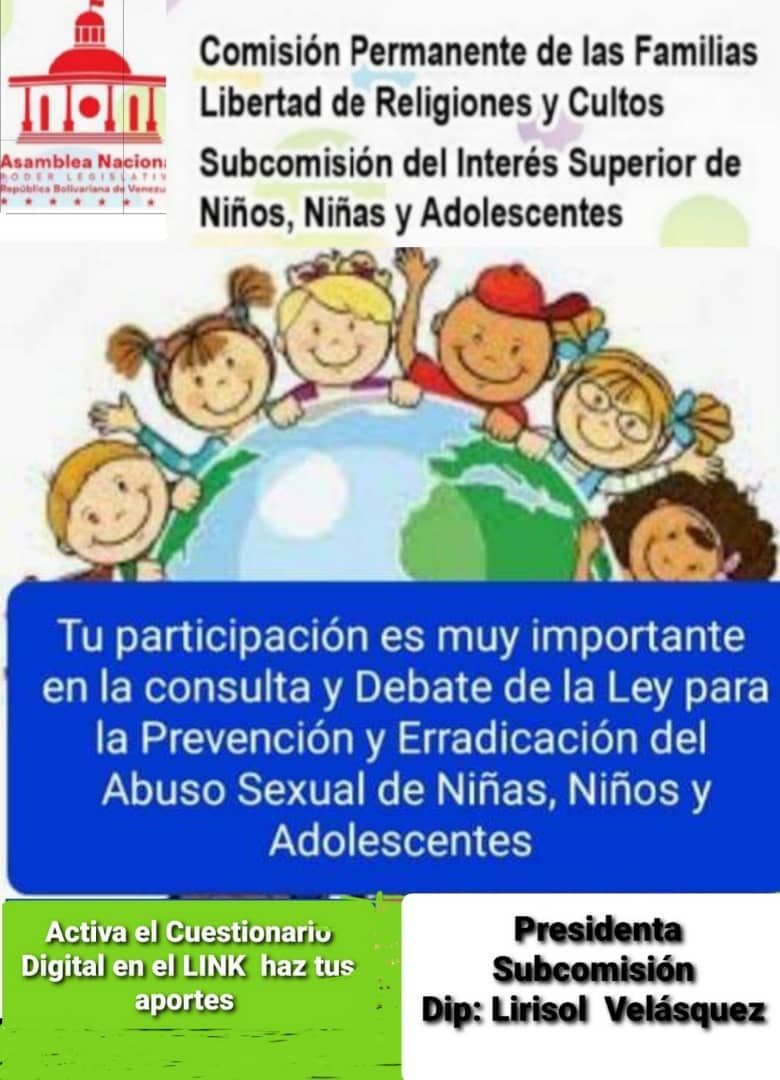 Comisión Permanente de las Familias
Libertad de Religiones y Cultos
Subcomisión del Interés Superior de
Niños, Niñas y Adolescentes
Asamblea Nacion
PODER LEGISLATIV
República Bolivariana de Venezu
Tu participación es muy importante
en la consulta y Debate de la Ley para
la Prevención y Erradicación del
Abuso Sexual de Niñas, Niños y
Adolescentes
Activa el Cuestionario
Digital en el LINK haz tus
aportes
Presidenta
Subcomisión
Dip: Lirisol Velásquez